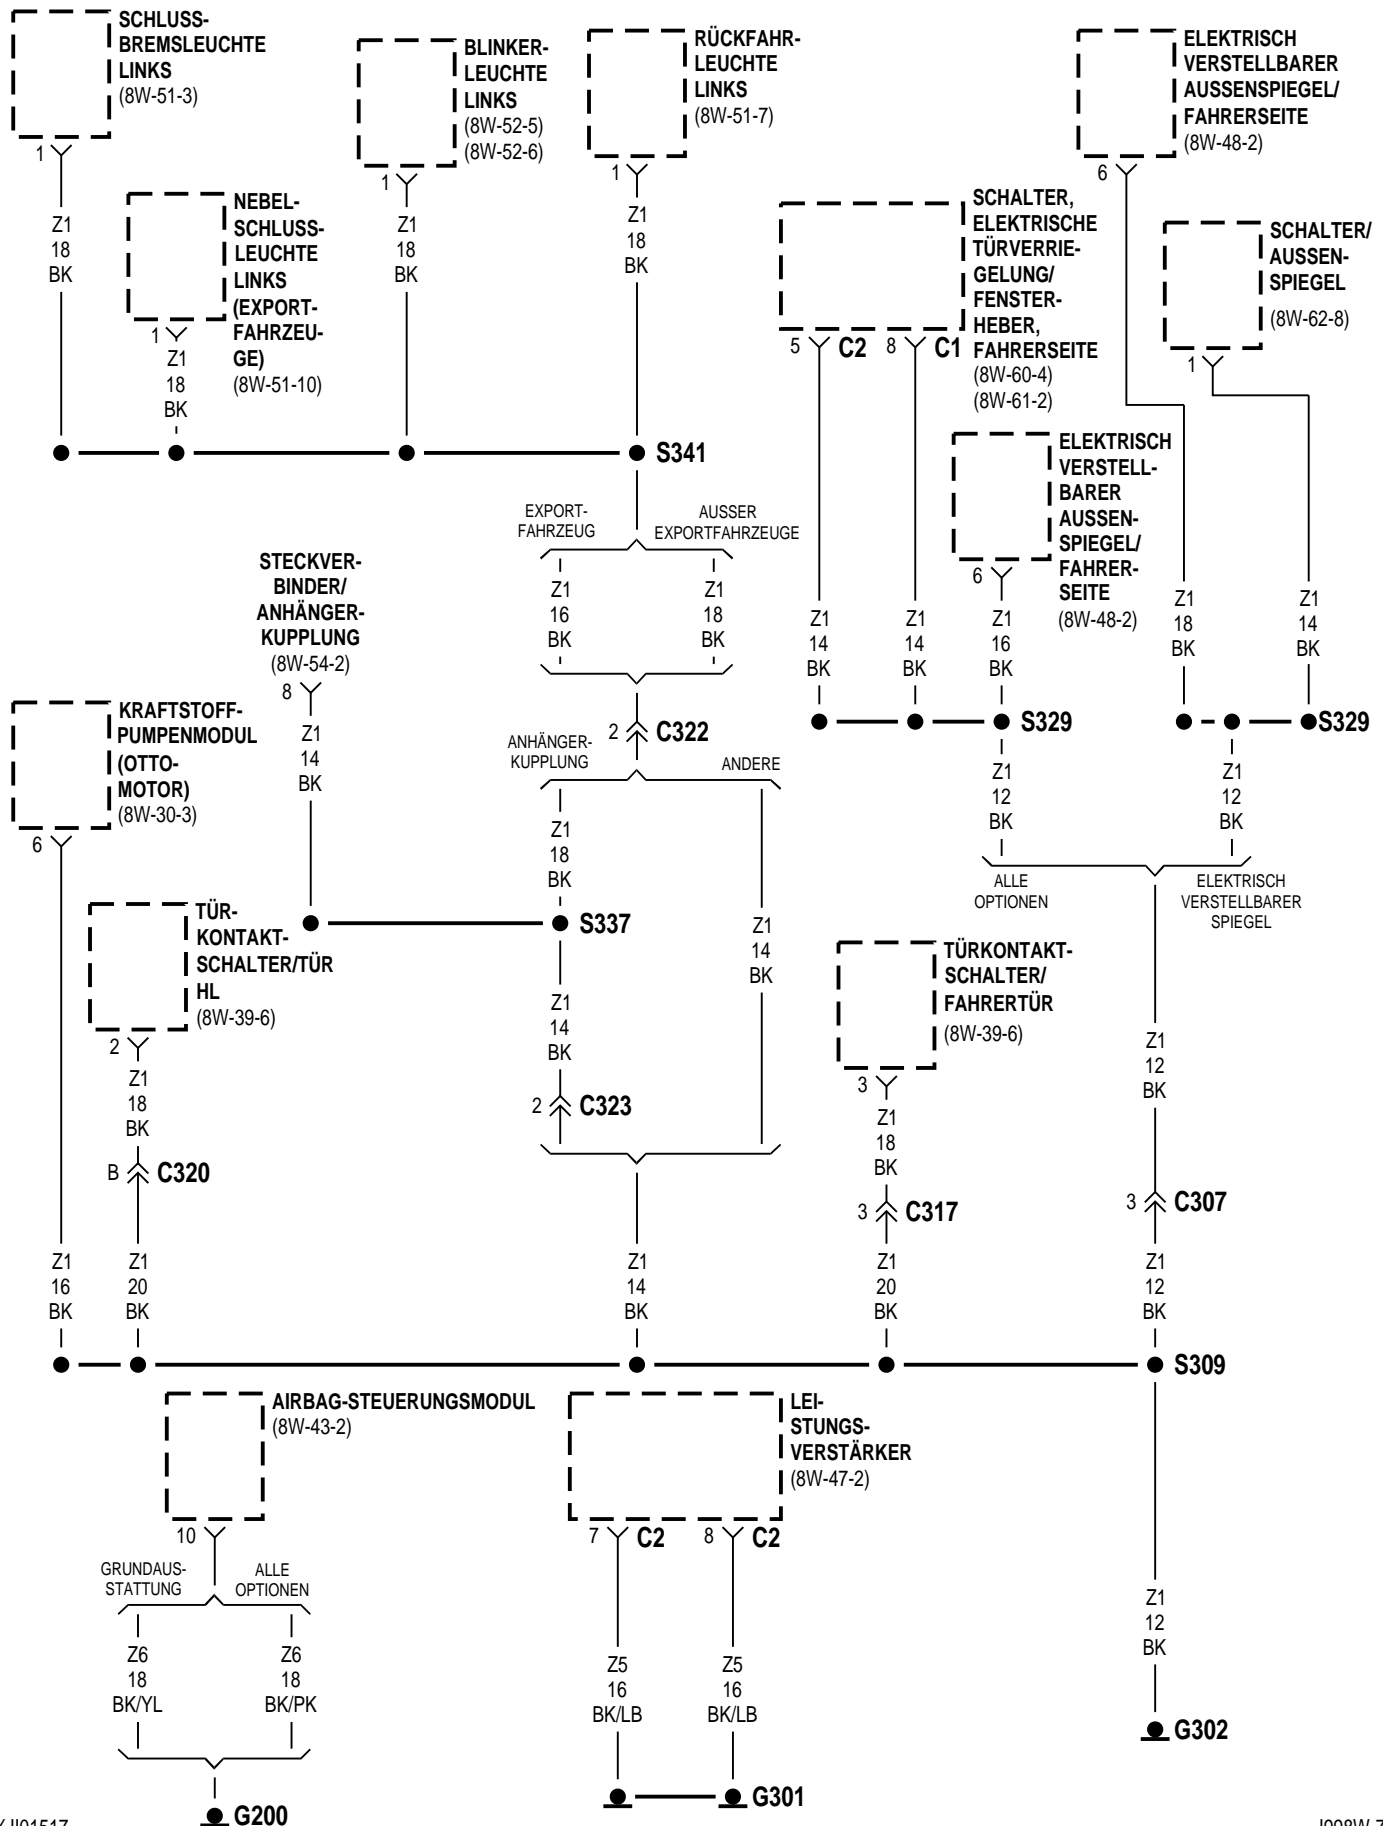 SCHLUSS-
BREMSLEUCHTE
LINKS
(8W-51-3)
1
Z1
18
BK
NEBEL-
SCHLUSS-
LEUCHTE
LINKS
(EXPORT-
FAHRZEU-
GE)
(8W-51-10)
1
Z1
18
BK
BLINKER-
LEUCHTE
LINKS
(8W-52-5)
(8W-52-6)
1
Z1
18
BK
RÜCKFAHR-
LEUCHTE
LINKS
(8W-51-7)
1
Z1
18
BK
S341
ELEKTRISCH
VERSTELLBARER
AUSSENSPIEGEL/
FAHRERSEITE
(8W-48-2)
6
SCHALTER,
ELEKTRISCHE
TÜRVERRIE-
GELUNG/
FENSTER-
HEBER,
FAHRERSEITE
(8W-60-4)
(8W-61-2)
5 C2
8 C1
SCHALTER/
AUSSEN-
SPIEGEL
(8W-62-8)
1
ELEKTRISCH
VERSTELL-
BARER
AUSSEN-
SPIEGEL/
FAHRER-
SEITE
(8W-48-2)
6
Z1
14
BK
Z1
14
BK
Z1
16
BK
Z1
18
BK
Z1
14
BK
S329
S329
EXPORT-
FAHRZEUG
AUSSER
EXPORTFAHRZEUGE
Z1
16
BK
Z1
18
BK
2 C322
STECKVER-
BINDER/
ANHÄNGER-
KUPPLUNG
(8W-54-2)
8
Z1
14
BK
KRAFTSTOFF-
PUMPENMODUL
(OTTO-
MOTOR)
(8W-30-3)
6
ANHÄNGER-
KUPPLUNG
ANDERE
Z1
18
BK
S337
Z1
14
BK
Z1
14
BK
2 C323
Z1
12
BK
Z1
12
BK
ALLE
OPTIONEN
ELEKTRISCH
VERSTELLBARER
SPIEGEL
TÜR-
KONTAKT-
SCHALTER/TÜR
HL
(8W-39-6)
2
Z1
18
BK
B C320
TÜRKONTAKT-
SCHALTER/
FAHRERTÜR
(8W-39-6)
3
Z1
18
BK
3 C317
Z1
12
BK
3 C307
Z1
16
BK
Z1
20
BK
Z1
14
BK
Z1
20
BK
Z1
12
BK
S309
AIRBAG-STEUERUNGSMODUL
(8W-43-2)
10
GRUNDAUS-
STATTUNG
ALLE
OPTIONEN
Z6
18
BK/YL
Z6
18
BK/PK
G200
LEI-
STUNGS-
VERSTÄRKER
(8W-47-2)
7 C2
8 C2
Z5
16
BK/LB
Z5
16
BK/LB
G301
Z1
12
BK
G302